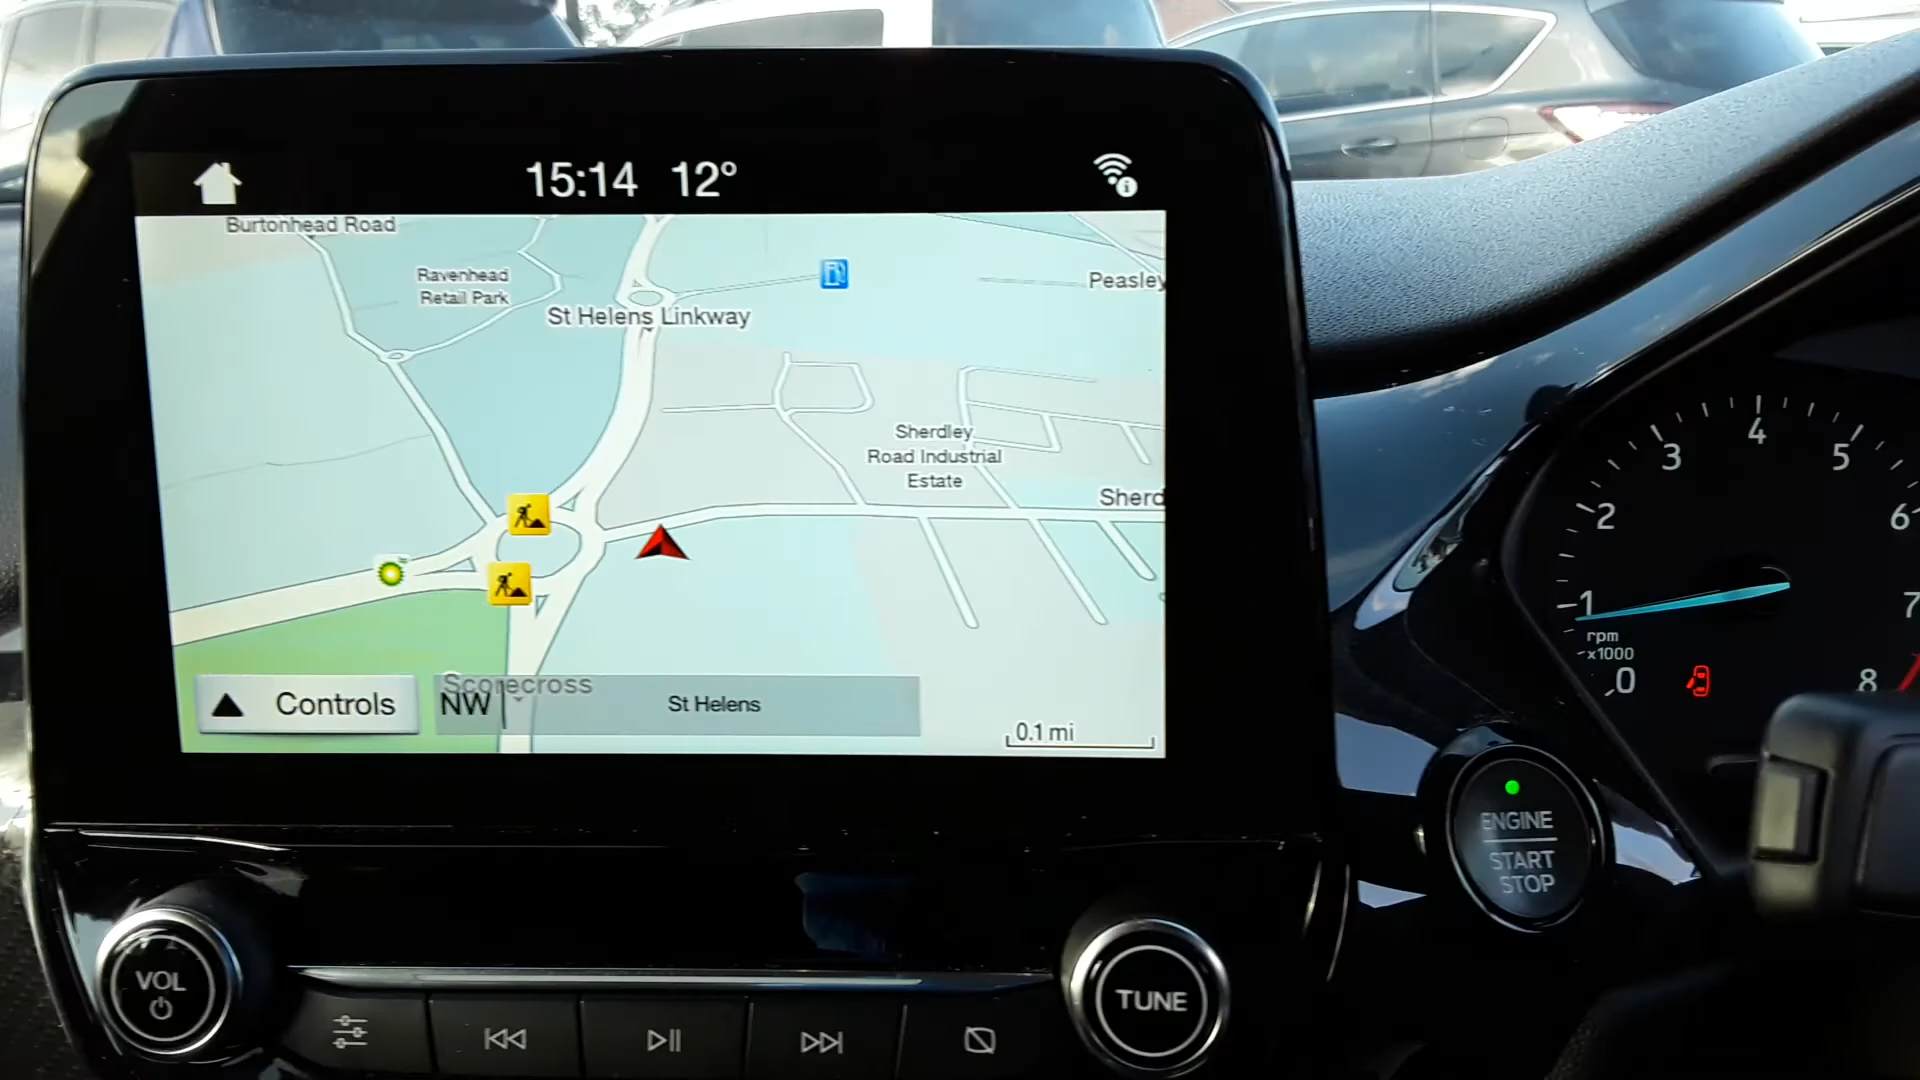 15:14 12°
Burtonhead Road
Ravenhead
Retail Park
St Helens Linkway
Peasley
Sherdley
Road Industrial
Estate
Sherd
Scorecross
Controls
NW
St Helens
0.1 mi
VOL
TUNE
0
1
2
3
4
5
6
7
8
rpm
x1000
ENGINE
START
STOP